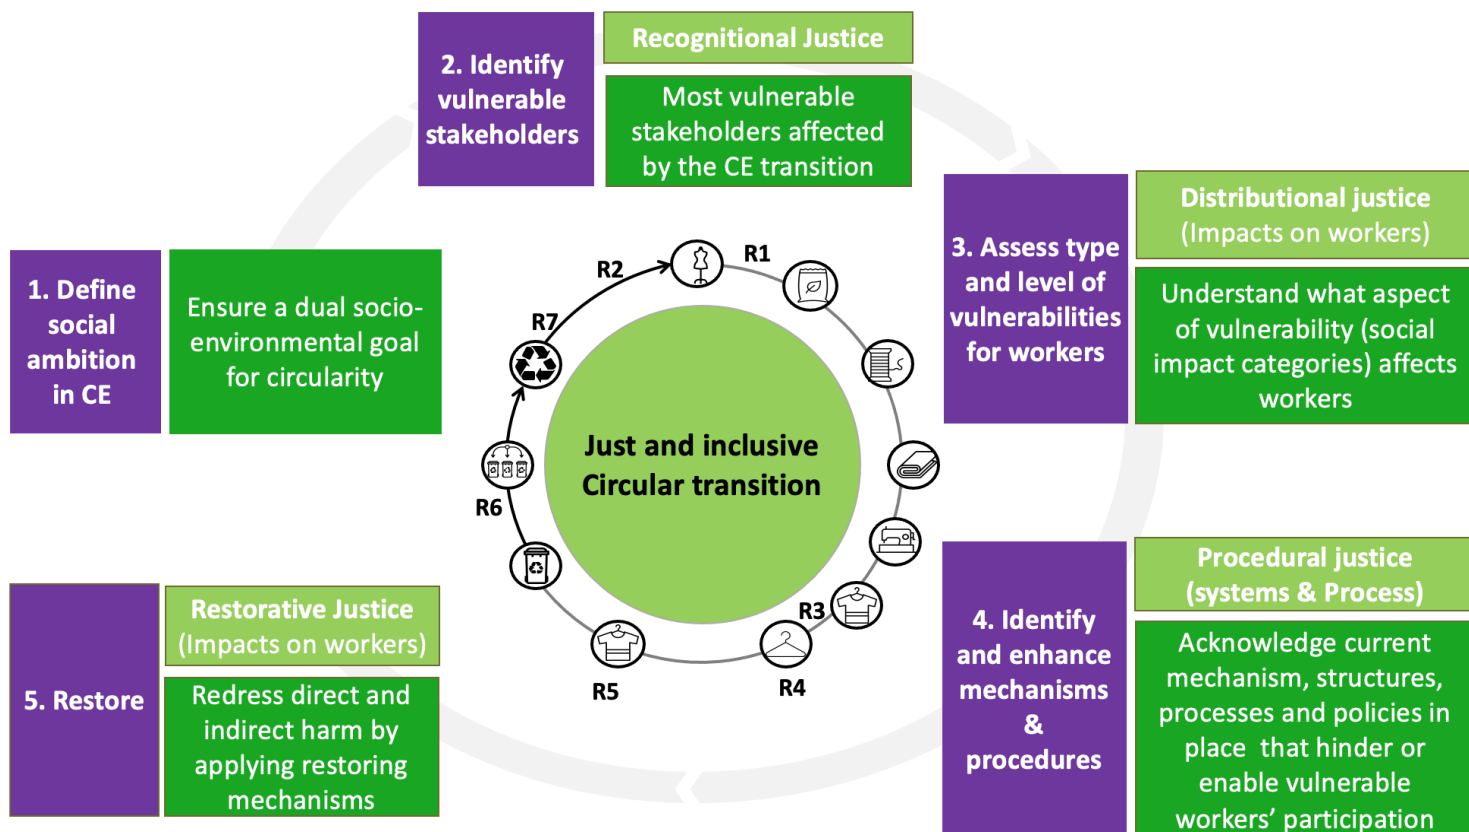 1. Define
social
ambition
in CE
Ensure a dual socio-
environmental goal
for circularity
2. Identify
vulnerable
stakeholders
Recognitional Justice
Most vulnerable
stakeholders affected
by the CE transition
3. Assess type
and level of
vulnerabilities
for workers
Distributional justice
(Impacts on workers)
Understand what aspect
of vulnerability (social
impact categories) affects
workers
4. Identify
and enhance
mechanisms
&
procedures
Procedural justice
(systems & Process)
Acknowledge current
mechanism, structures,
processes and policies in
place that hinder or
enable vulnerable
workers’ participation
5. Restore
Restorative Justice
(Impacts on workers)
Redress direct and
indirect harm by
applying restoring
mechanisms
Just and inclusive
Circular transition
R1
R2
R3
R4
R5
R6
R7